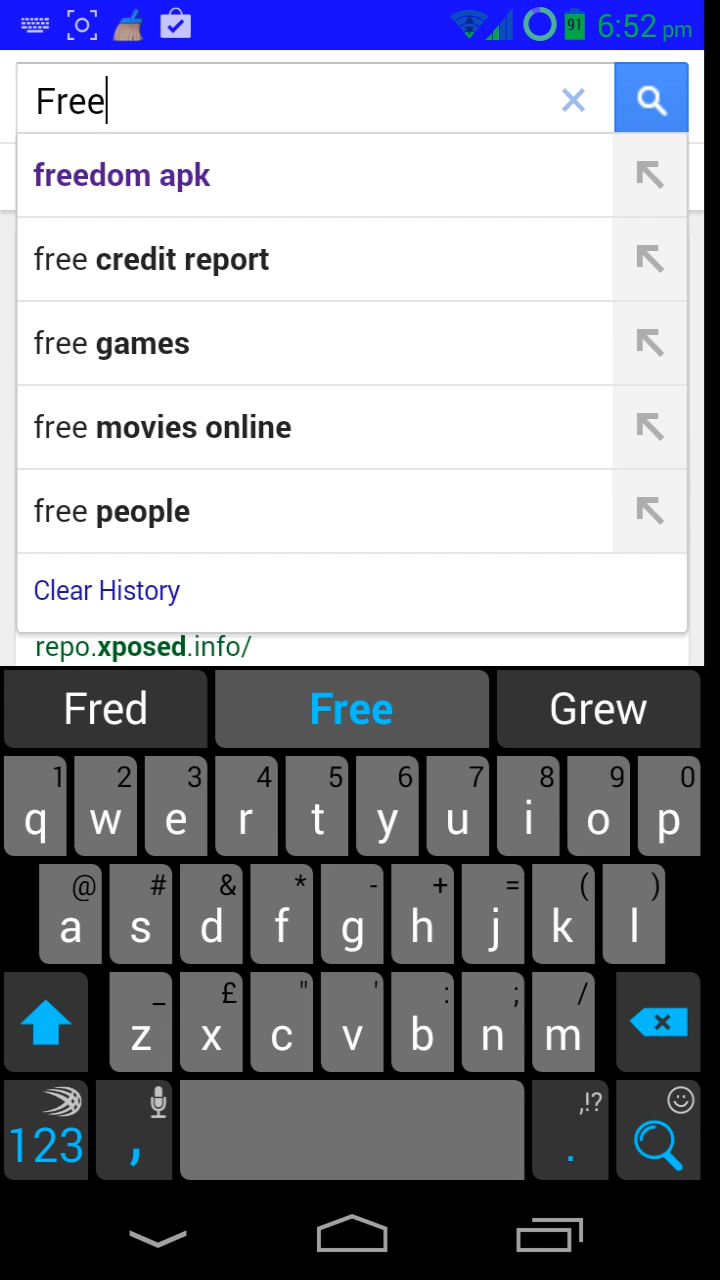 91 6:52 pm
Free
freedom apk
free credit report
free games
free movies online
free people
Clear History
repo.xposed.info/
Fred Free Grew
1 2 3 4 5 6 7 8 9 0
q w e r t y u i o p
@ # & * - + = ( )
a s d f g h j k l
_ £ " ' : ; /
z x c v b n m
,!?
123 , .